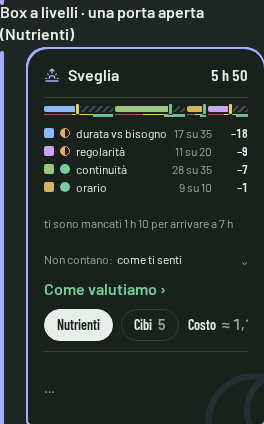 Box a livelli · una porta aperta
(Nutrienti)
Sveglia 5 h 50
durata vs bisogno 17 su 35 −18
regolarità 11 su 20 −9
continuità 28 su 35 −7
orario 9 su 10 −1
ti sono mancati 1 h 10 per arrivare a 7 h
Non contano: come ti senti
Come valutiamo ›
Nutrienti Cibi 5 Costo ≈ 1,
...